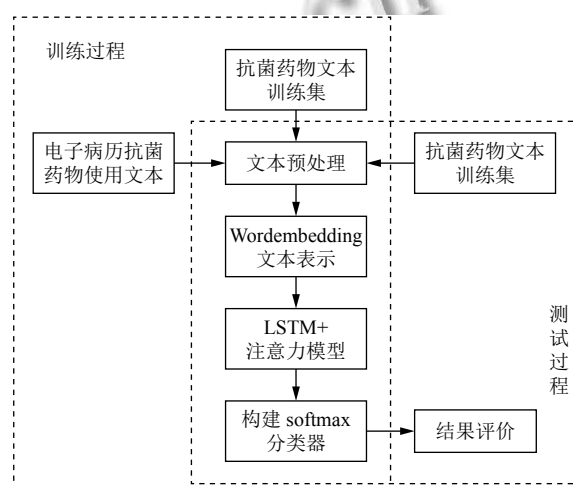 训练过程
抗菌药物文本
训练集
电子病历抗菌
药物使用文本
文本预处理
抗菌药物文本
训练集
Wordembedding
文本表示
LSTM+
注意力模型
测
试
过
程
构建 softmax
分类器
结果评价